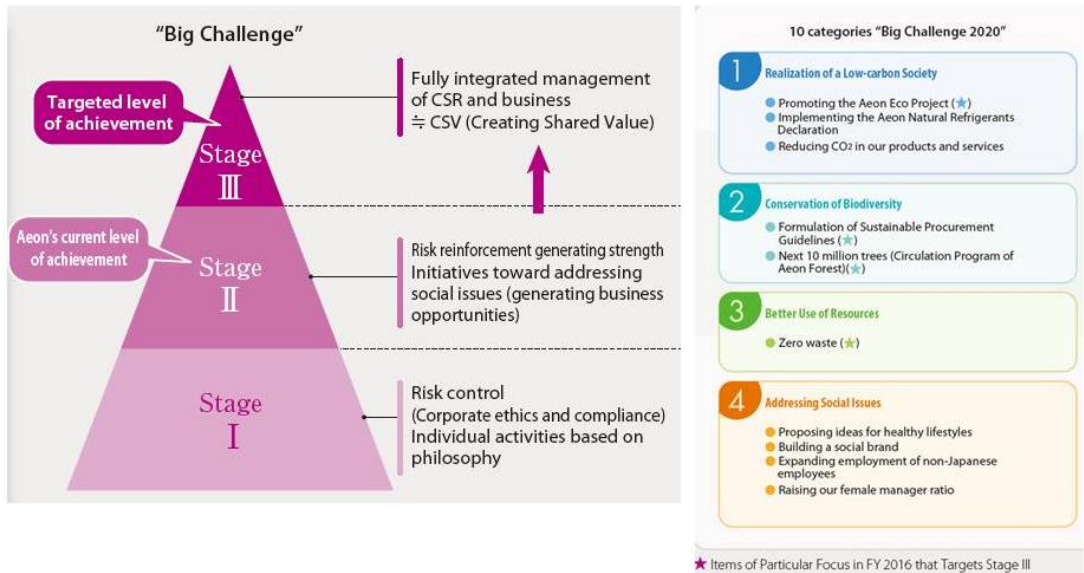 “Big Challenge”
Targeted level
of achievement
Stage
III
Fully integrated management
of CSR and business
≒ CSV (Creating Shared Value)
Aeon's current level
of achievement
Stage
II
Risk reinforcement generating strength
Initiatives toward addressing
social issues (generating business
opportunities)
Stage
I
Risk control
(Corporate ethics and compliance)
Individual activities based on
philosophy
10 categories “Big Challenge 2020”
1 Realization of a Low-carbon Society
● Promoting the Aeon Eco Project (★)
● Implementing the Aeon Natural Refrigerants
Declaration
● Reducing CO2 in our products and services
2 Conservation of Biodiversity
● Formulation of Sustainable Procurement
Guidelines (★)
● Next 10 million trees (Circulation Program of
Aeon Forest)(★)
3 Better Use of Resources
● Zero waste (★)
4 Addressing Social Issues
● Proposing ideas for healthy lifestyles
● Building a social brand
● Expanding employment of non-Japanese
employees
● Raising our female manager ratio
★ Items of Particular Focus in FY 2016 that Targets Stage III